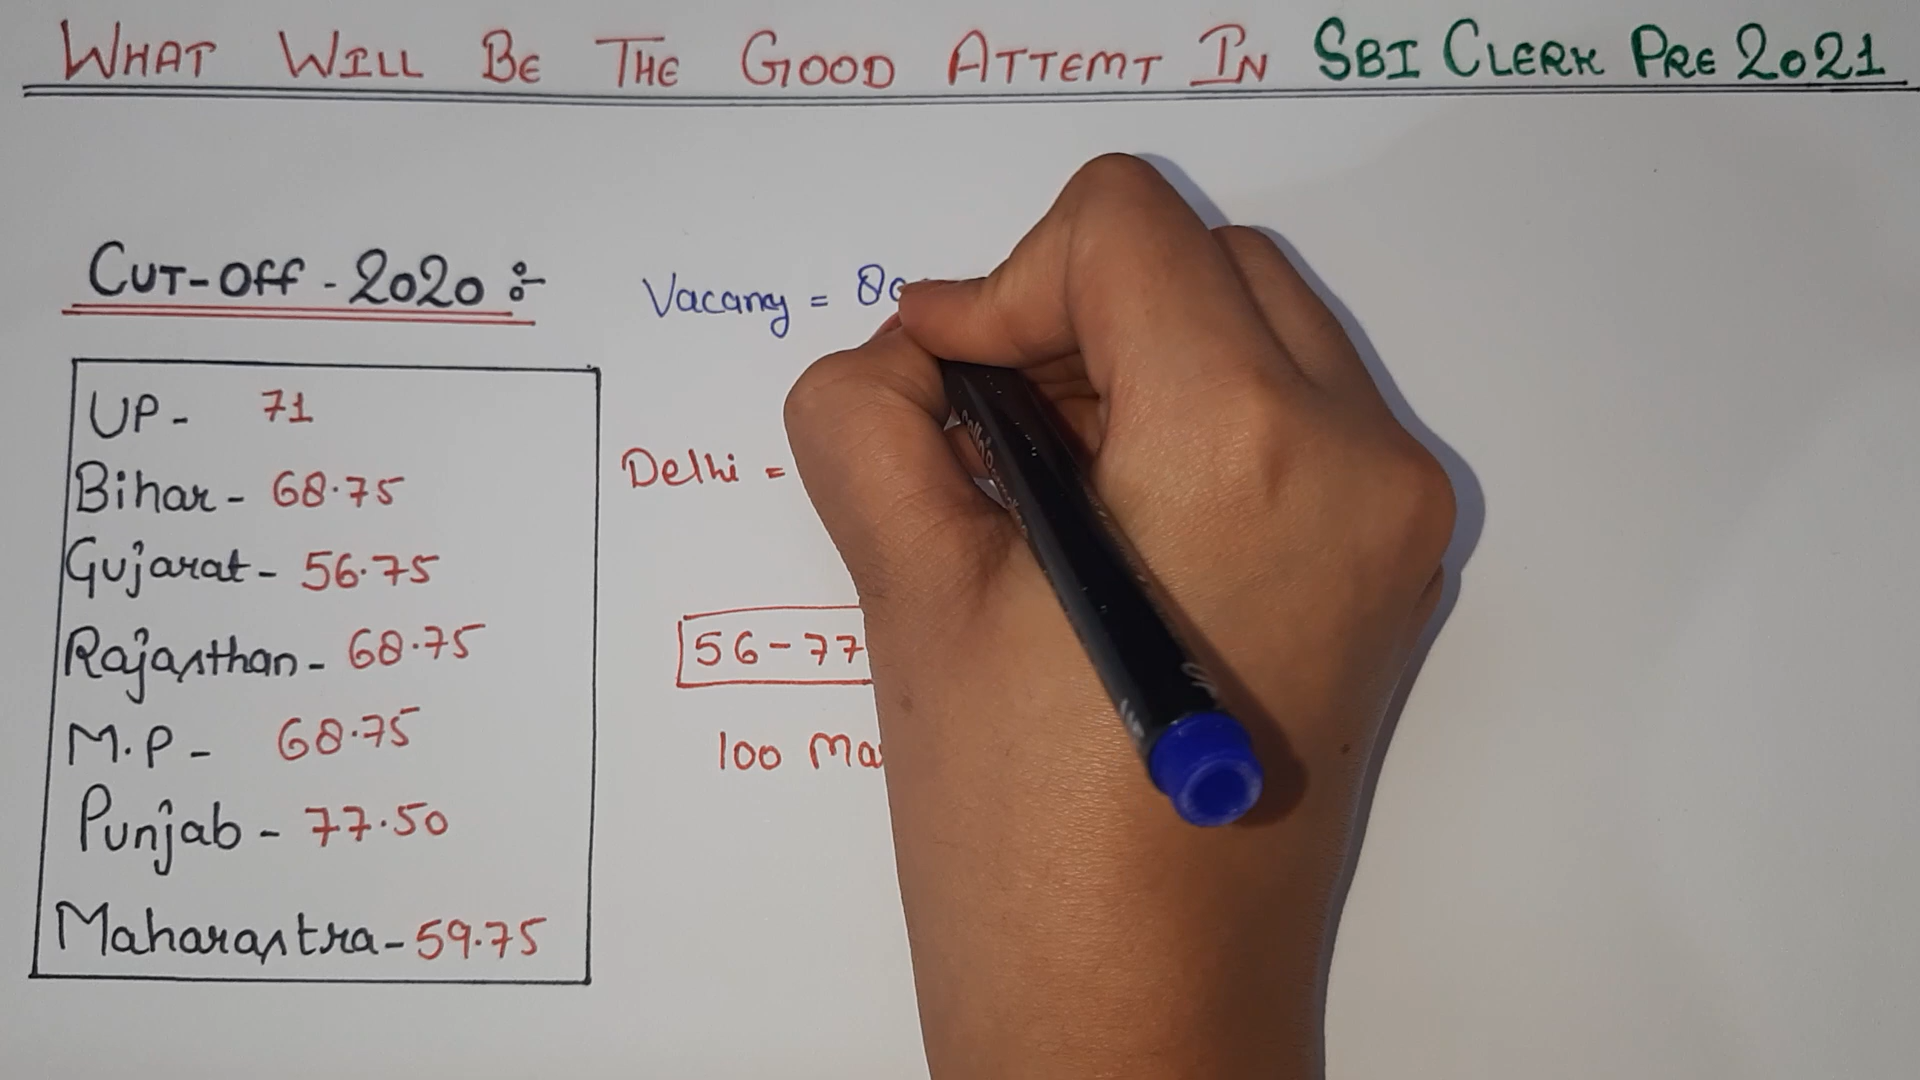 WHAT WILL BE THE GOOD ATTEMT IN SBI CLERK PRE 2021
CUT-Off - 2020 :-
UP - 71
Bihar - 68.75
Gujarat - 56.75
Rajasthan - 68.75
M.P - 68.75
Punjab - 77.50
Maharastra - 59.75
Vacancy = 80
Delhi =
56-77
100 Ma